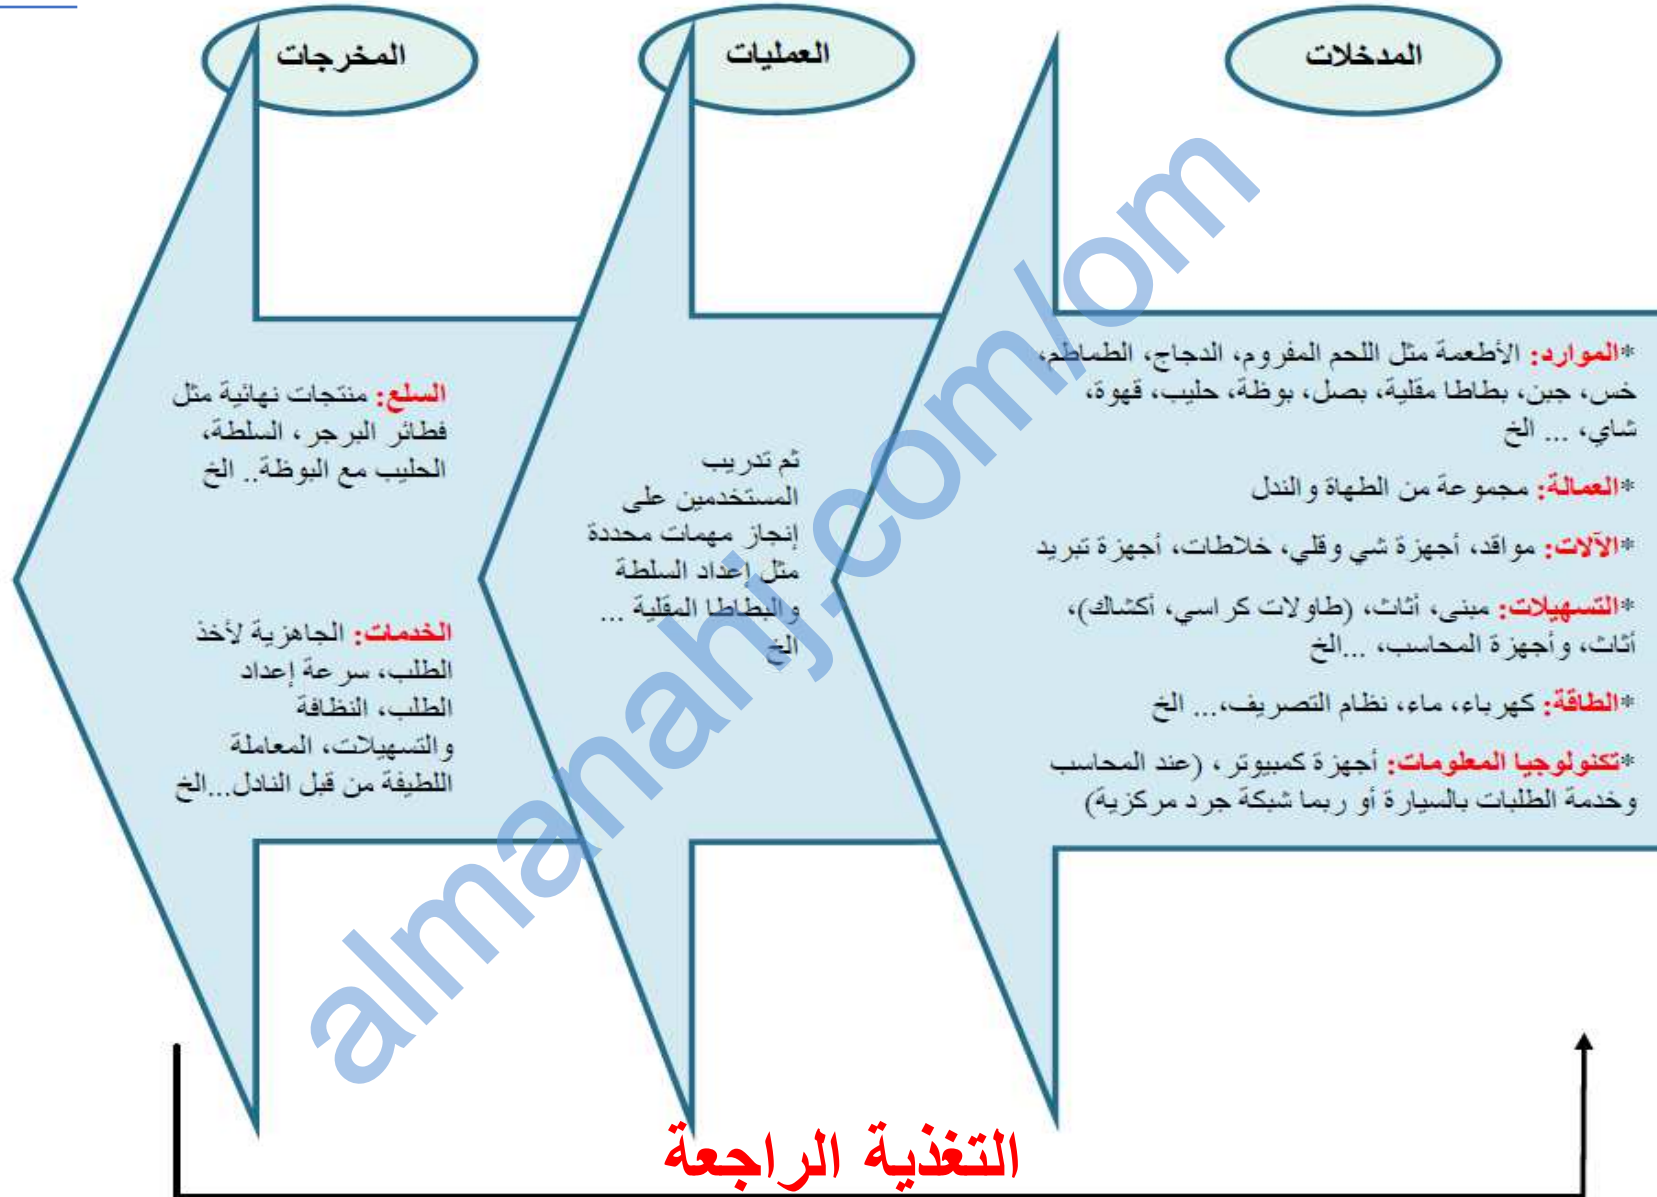 المدخلات
العمليات
المخرجات
*الموارد: الأطعمة مثل اللحم المفروم، الدجاج، الطماطم،
خس، جبن، بطاطا مقلية، بصل، بوظة، حليب، قهوة،
شاي، ... الخ
*العمالة: مجموعة من الطهاة والندل
*الآلات: مواقد، أجهزة شي وقلي، خلاطات، أجهزة تبريد
*التسهيلات: مبنى، أثاث، (طاولات كراسي، أكشاك)،
أثاث، وأجهزة المحاسب، ...الخ
*الطاقة: كهرباء، ماء، نظام التصريف،... الخ
*تكنولوجيا المعلومات: أجهزة كمبيوتر، (عند المحاسب
وخدمة الطلبات بالسيارة أو ربما شبكة جرد مركزية)
ثم تدريب
المستخدمين على
إنجاز مهمات محددة
مثل إعداد السلطة
والبطاطا المقلية ...
الخ
السلع: منتجات نهائية مثل
فطائر البرجر، السلطة،
الحليب مع البوظة.. الخ
الخدمات: الجاهزية لأخذ
الطلب، سرعة إعداد
الطلب، النظافة
والتسهيلات، المعاملة
اللطيفة من قبل النادل...الخ
التغذية الراجعة
almanahj.com/om